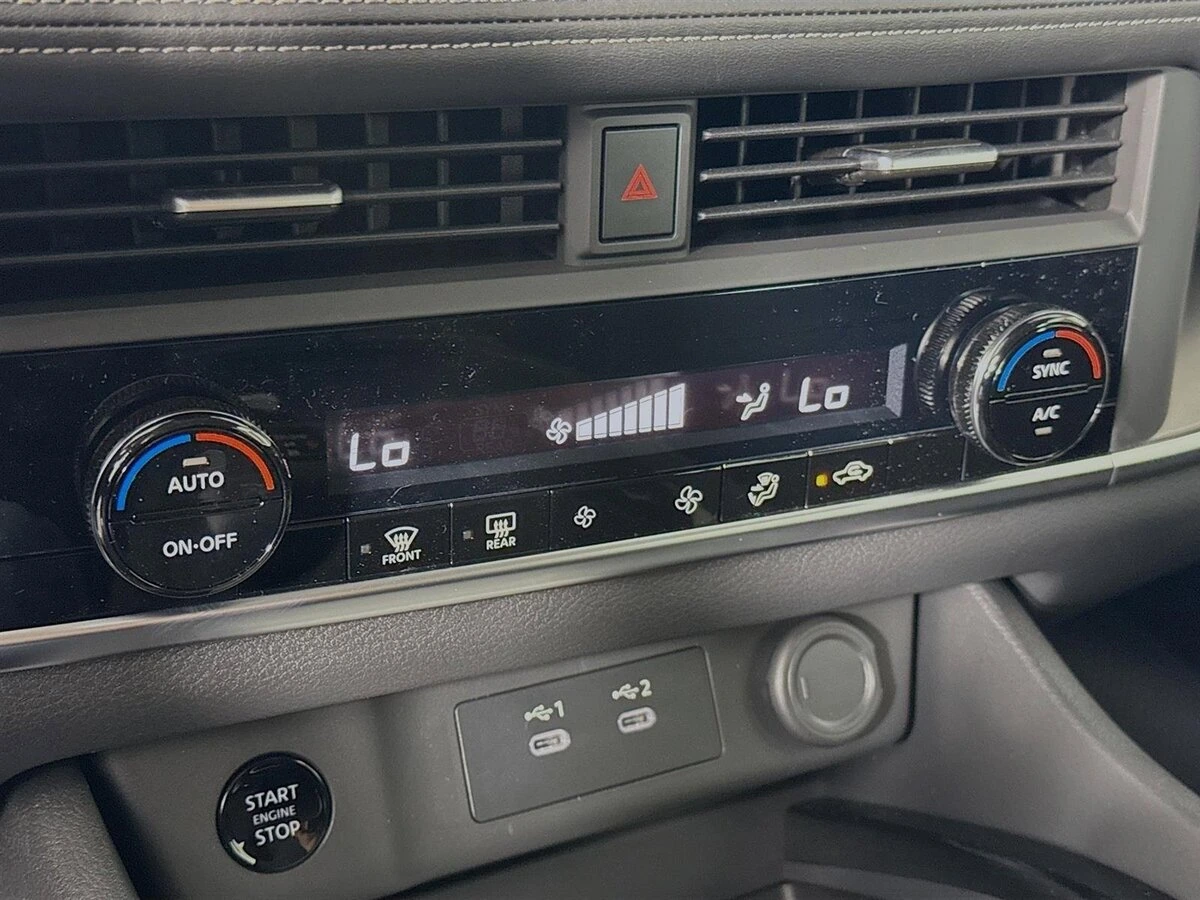 Lo
Lo
AUTO
ON·OFF
SYNC
A/C
FRONT
REAR
1
2
START
ENGINE
STOP